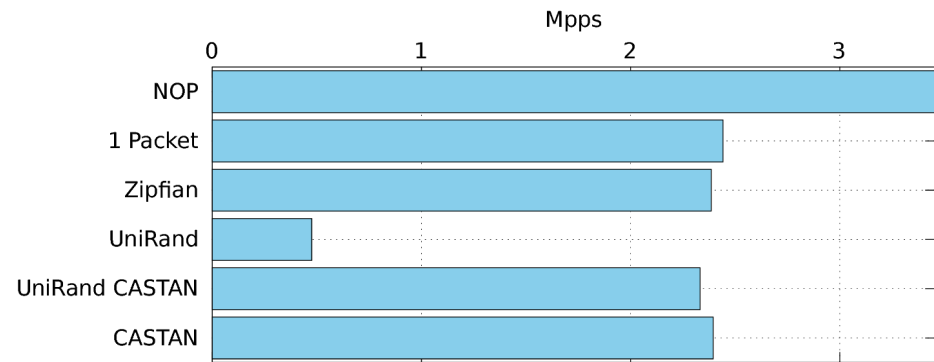 Mpps
0 1 2 3
NOP
1 Packet
Zipfian
UniRand
UniRand CASTAN
CASTAN